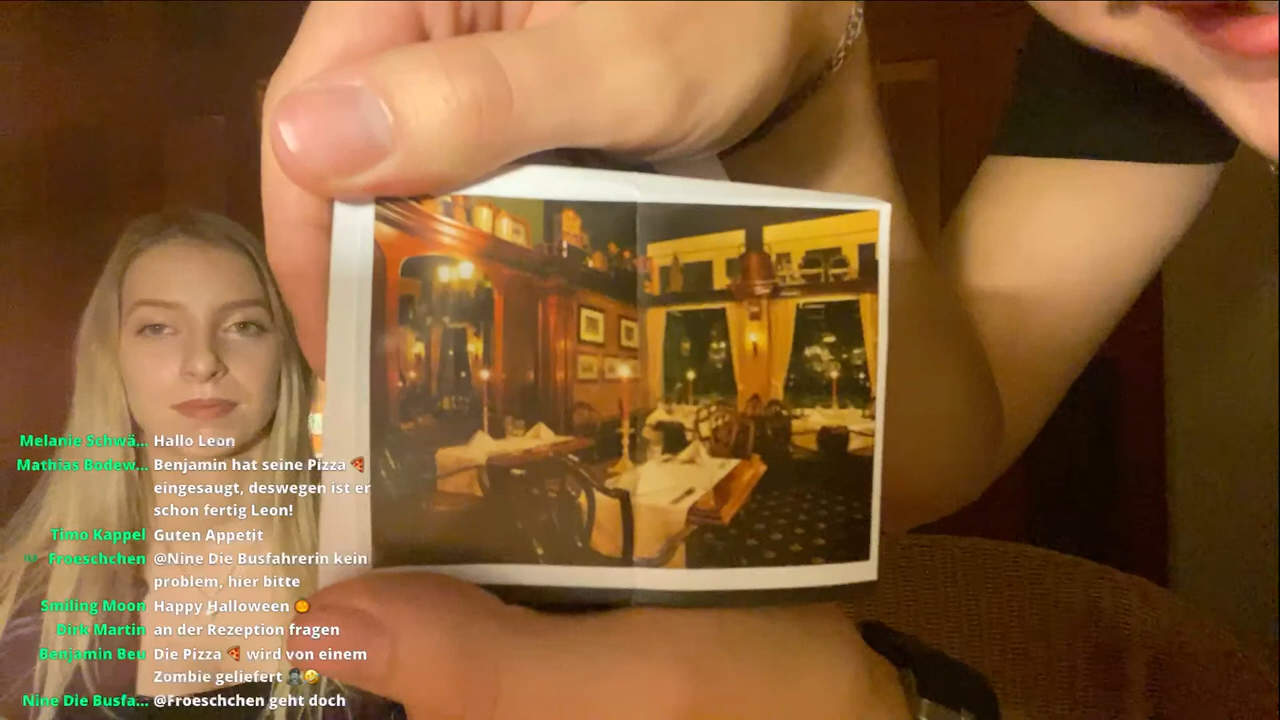 Melanie Schwä... Hallo Leon
Mathias Bodew... Benjamin hat seine Pizza 🍕
eingesaugt, deswegen ist er
schon fertig Leon!
Timo Kappel Guten Appetit
Froeschchen @Nine Die Busfahrerin kein
problem, hier bitte
Smiling Moon Happy Halloween 🎃
Dirk Martin an der Rezeption fragen
Benjamin Beu Die Pizza 🍕 wird von einem
Zombie geliefert 🧟🤣
Nine Die Busfa... @Froeschchen geht doch